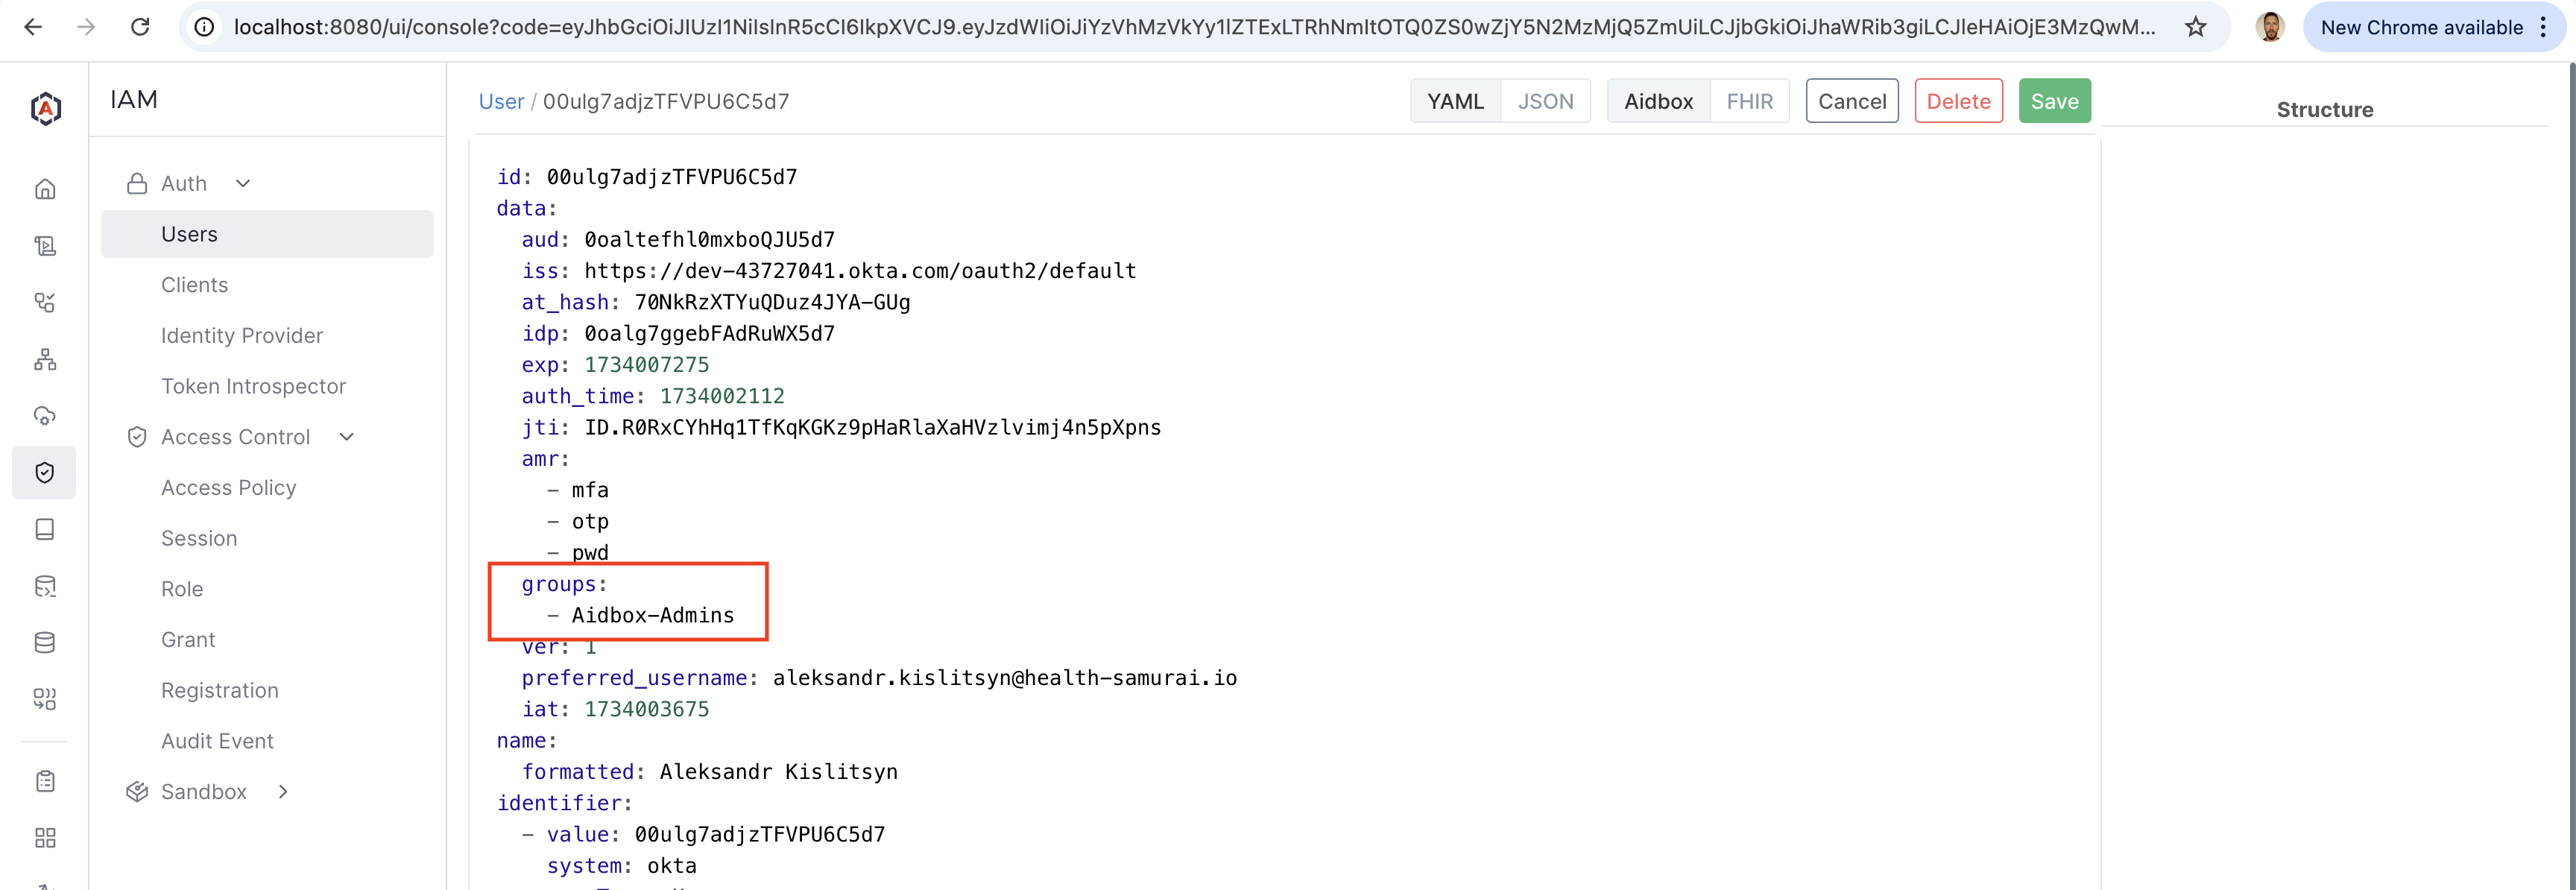 localhost:8080/ui/console?code=eyJhbGciOiJIUzI1NiIsInR5cCI6IkpXVCJ9.eyJzdWIiOiJiYzVhMzVkYy1lZTExLTRhNmItOTQ0ZS0wZjY5N2MzMjQ5ZmUiLCJjbGkiOiJhaWRib3giLCJleHAiOjE3MzQwM...
New Chrome available
IAM
User / 00ulg7adjzTFVPU6C5d7
YAML JSON Aidbox FHIR Cancel Delete Save
Structure
Auth
Users
Clients
Identity Provider
Token Introspector
Access Control
Access Policy
Session
Role
Grant
Registration
Audit Event
Sandbox
id: 00ulg7adjzTFVPU6C5d7
data:
aud: 0oaltefhl0mxboQJU5d7
iss: https://dev-43727041.okta.com/oauth2/default
at_hash: 70NkRzXTYuQDuz4JYA-GUg
idp: 0oalg7ggebFAdRuWX5d7
exp: 1734007275
auth_time: 1734002112
jti: ID.R0RxCYhHq1TfKqKGKz9pHaRlaXaHVzlvimj4n5pXpns
amr:
- mfa
- otp
- pwd
groups:
- Aidbox-Admins
ver: 1
preferred_username: aleksandr.kislitsyn@health-samurai.io
iat: 1734003675
name:
formatted: Aleksandr Kislitsyn
identifier:
- value: 00ulg7adjzTFVPU6C5d7
system: okta